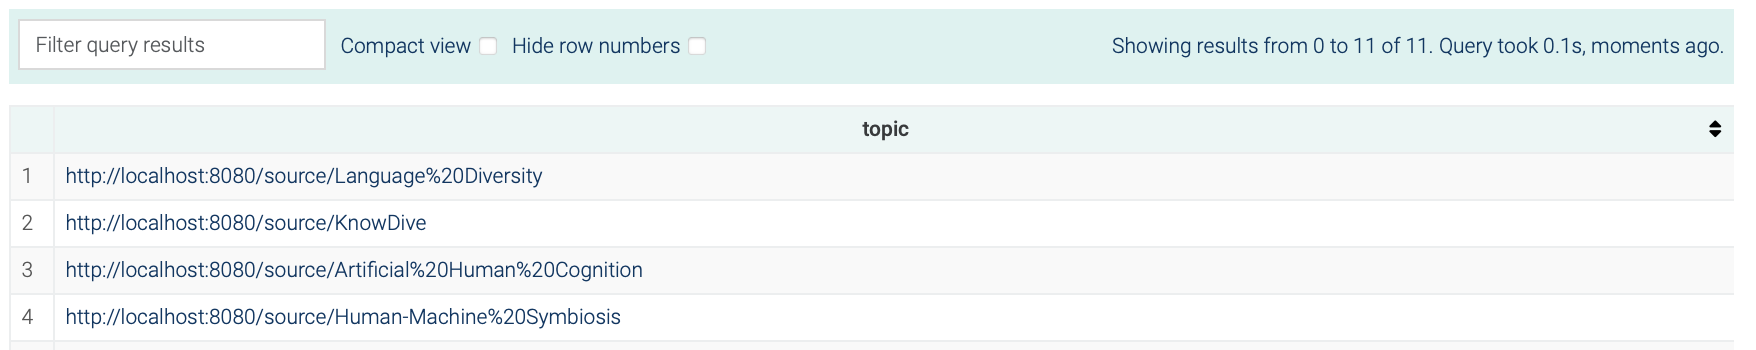 Filter query results Compact view Hide row numbers Showing results from 0 to 11 of 11. Query took 0.1s, moments ago.
topic
1 http://localhost:8080/source/Language%20Diversity
2 http://localhost:8080/source/KnowDive
3 http://localhost:8080/source/Artificial%20Human%20Cognition
4 http://localhost:8080/source/Human-Machine%20Symbiosis